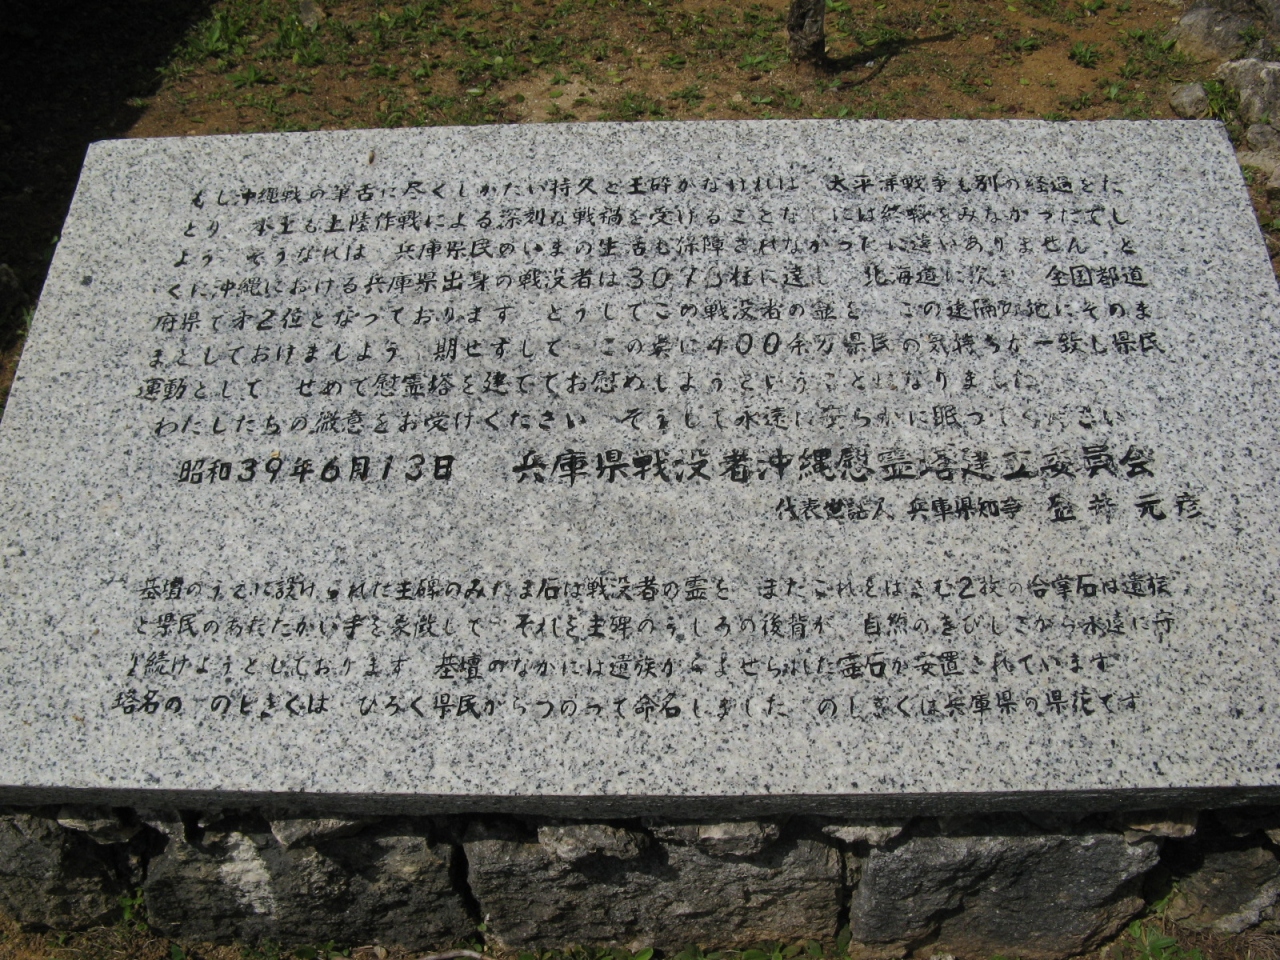 もし沖縄戦の筆舌に尽くしがたい持久と玉砕がなければ 太平洋戦争も別の経過をた
どり 本土も上陸作戦による深刻な戦禍を受けることなしには終戦をみなかったでし
ょう そうなれば 兵庫県民のいまの生活も保障されなかったに違いありません と
くに沖縄における兵庫県出身の戦没者は3073柱に達し 北海道に次ぎ 全国都道
府県で才2位となっております どうしてこの戦没者の霊を この遠隔の地にそのま
まとしておけましよう 期せずして この美に400余万県民の気持ちな一致し県民
運動として せめて慰霊塔を建ててお慰めしようということになりました
わたしたちの微意をお受けください そうして永遠に安らかに眠ってください
昭和39年6月13日 兵庫県戦没者沖縄慰霊塔建立委員会
代表世話人 兵庫県知事 元彦
基壇のうえに設けられた主碑のみたま石は戦没者の霊を またこれをはさむ2枚の合掌石は遺族
と県民のあたたかい手を象徴して それを主碑のうしろの後背が 自然のきびしさから永遠に守
り続けようとしております 基壇のなかには遺族からよせられました霊石が安置されています
塔名の のじぎくは ひろく県民からつのって命名しました のじぎくは兵庫県の県花です